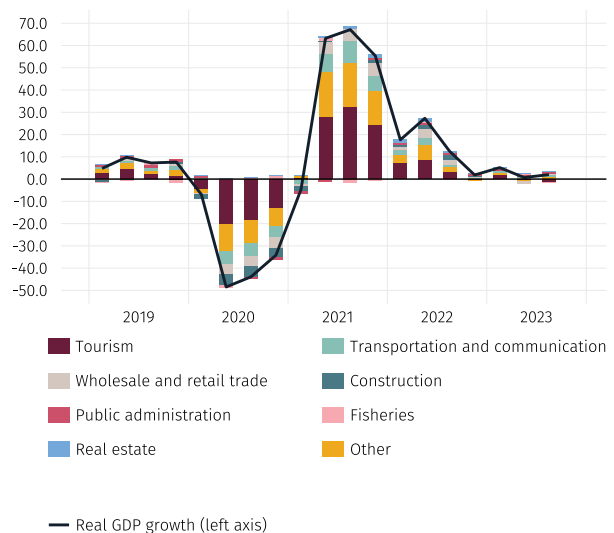 70.0
60.0
50.0
40.0
30.0
20.0
10.0
0.0
−10.0
−20.0
−30.0
−40.0
−50.0
2019 2020 2021 2022 2023
Tourism
Transportation and communication
Wholesale and retail trade
Construction
Public administration
Fisheries
Real estate
Other
Real GDP growth (left axis)